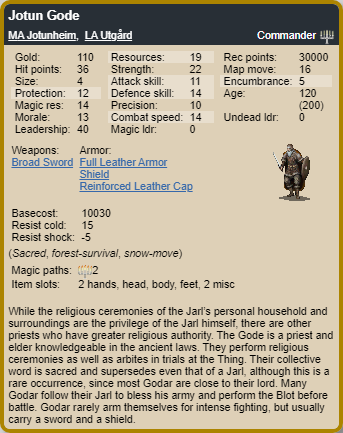 Jotun Gode
MA Jotunheim, LA Utgård Commander
Gold: 110 Resources: 19 Rec points: 30000
Hit points: 36 Strength: 22 Map move: 16
Size: 4 Attack skill: 11 Encumbrance: 5
Protection: 12 Defence skill: 14 Age: 120
Magic res: 14 Precision: 10 (200)
Morale: 13 Combat speed: 14 Undead ldr: 0
Leadership: 40 Magic ldr: 0
Weapons: Armor:
Broad Sword Full Leather Armor
Shield
Reinforced Leather Cap
Basecost: 10030
Resist cold: 15
Resist shock: -5
(Sacred, forest-survival, snow-move)
Magic paths: 2
Item slots: 2 hands, head, body, feet, 2 misc
While the religious ceremonies of the Jarl's personal household and
surroundings are the privilege of the Jarl himself, there are other
priests who have greater religious authority. The Gode is a priest and
elder knowledgeable in the ancient laws. They perform religious
ceremonies as well as arbites in trials at the Thing. Their collective
word is sacred and supersedes even that of a Jarl, although this is a
rare occurrence, since most Godar are close to their lord. Many
Godar follow their Jarl to bless his army and perform the Blot before
battle. Godar rarely arm themselves for intense fighting, but usually
carry a sword and a shield.